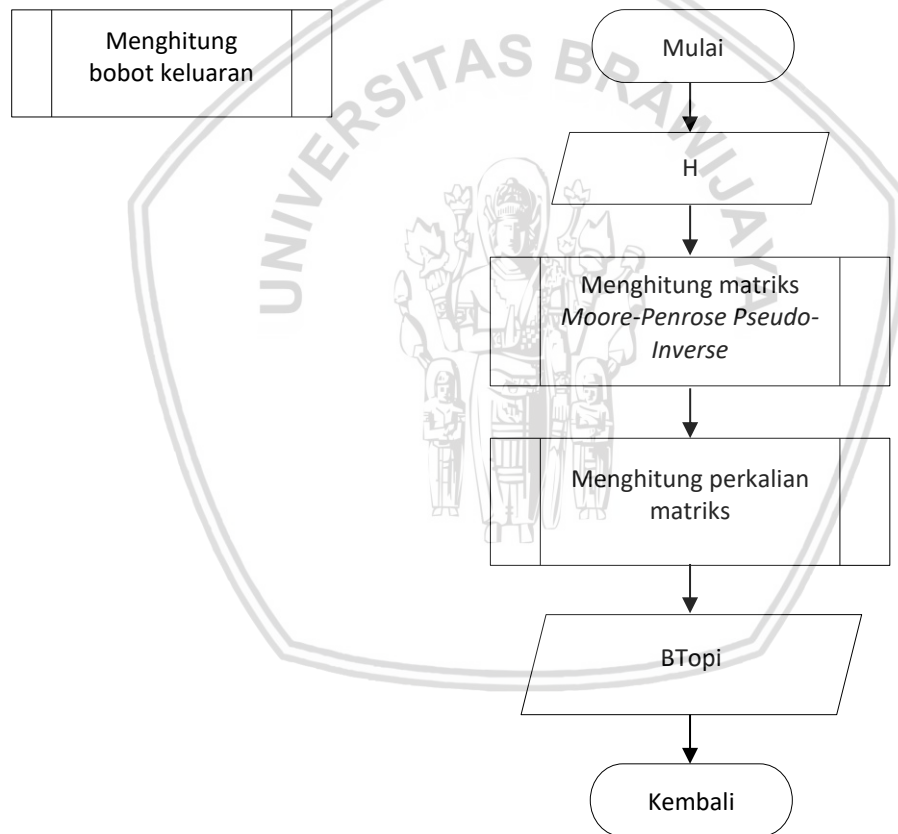 Menghitung
bobot keluaran
Mulai
UNIVERSITAS BRAWIJAYA
H
Menghitung matriks
Moore-Penrose Pseudo-
Inverse
Menghitung perkalian
matriks
BTopi
Kembali